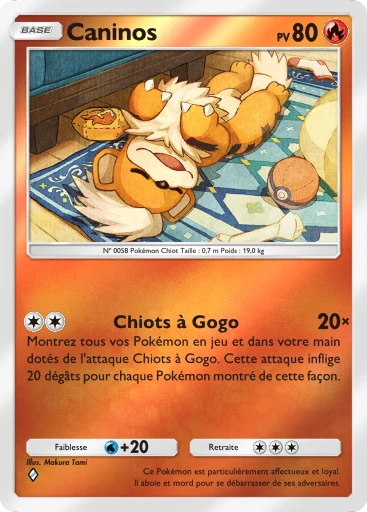 BASE Caninos PV 80
N° 0058 Pokémon Chiot Taille : 0,7 m Poids : 19,0 kg
Chiots à Gogo 20×
Montrez tous vos Pokémon en jeu et dans votre main
dotés de l'attaque Chiots à Gogo. Cette attaque inflige
20 dégâts pour chaque Pokémon montré de cette façon.
Faiblesse +20 Retraite
Illus. Makura Tami
Ce Pokémon est particulièrement affectueux et loyal.
Il aboie et mord pour se débarrasser de ses adversaires.